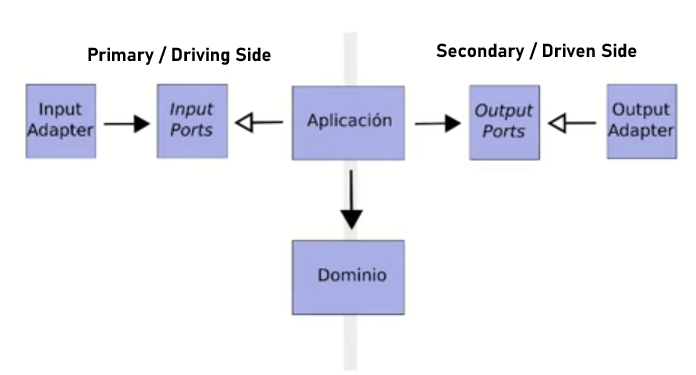 Primary / Driving Side
Secondary / Driven Side
Input
Adapter
Input
Ports
Aplicación
Output
Ports
Output
Adapter
Dominio